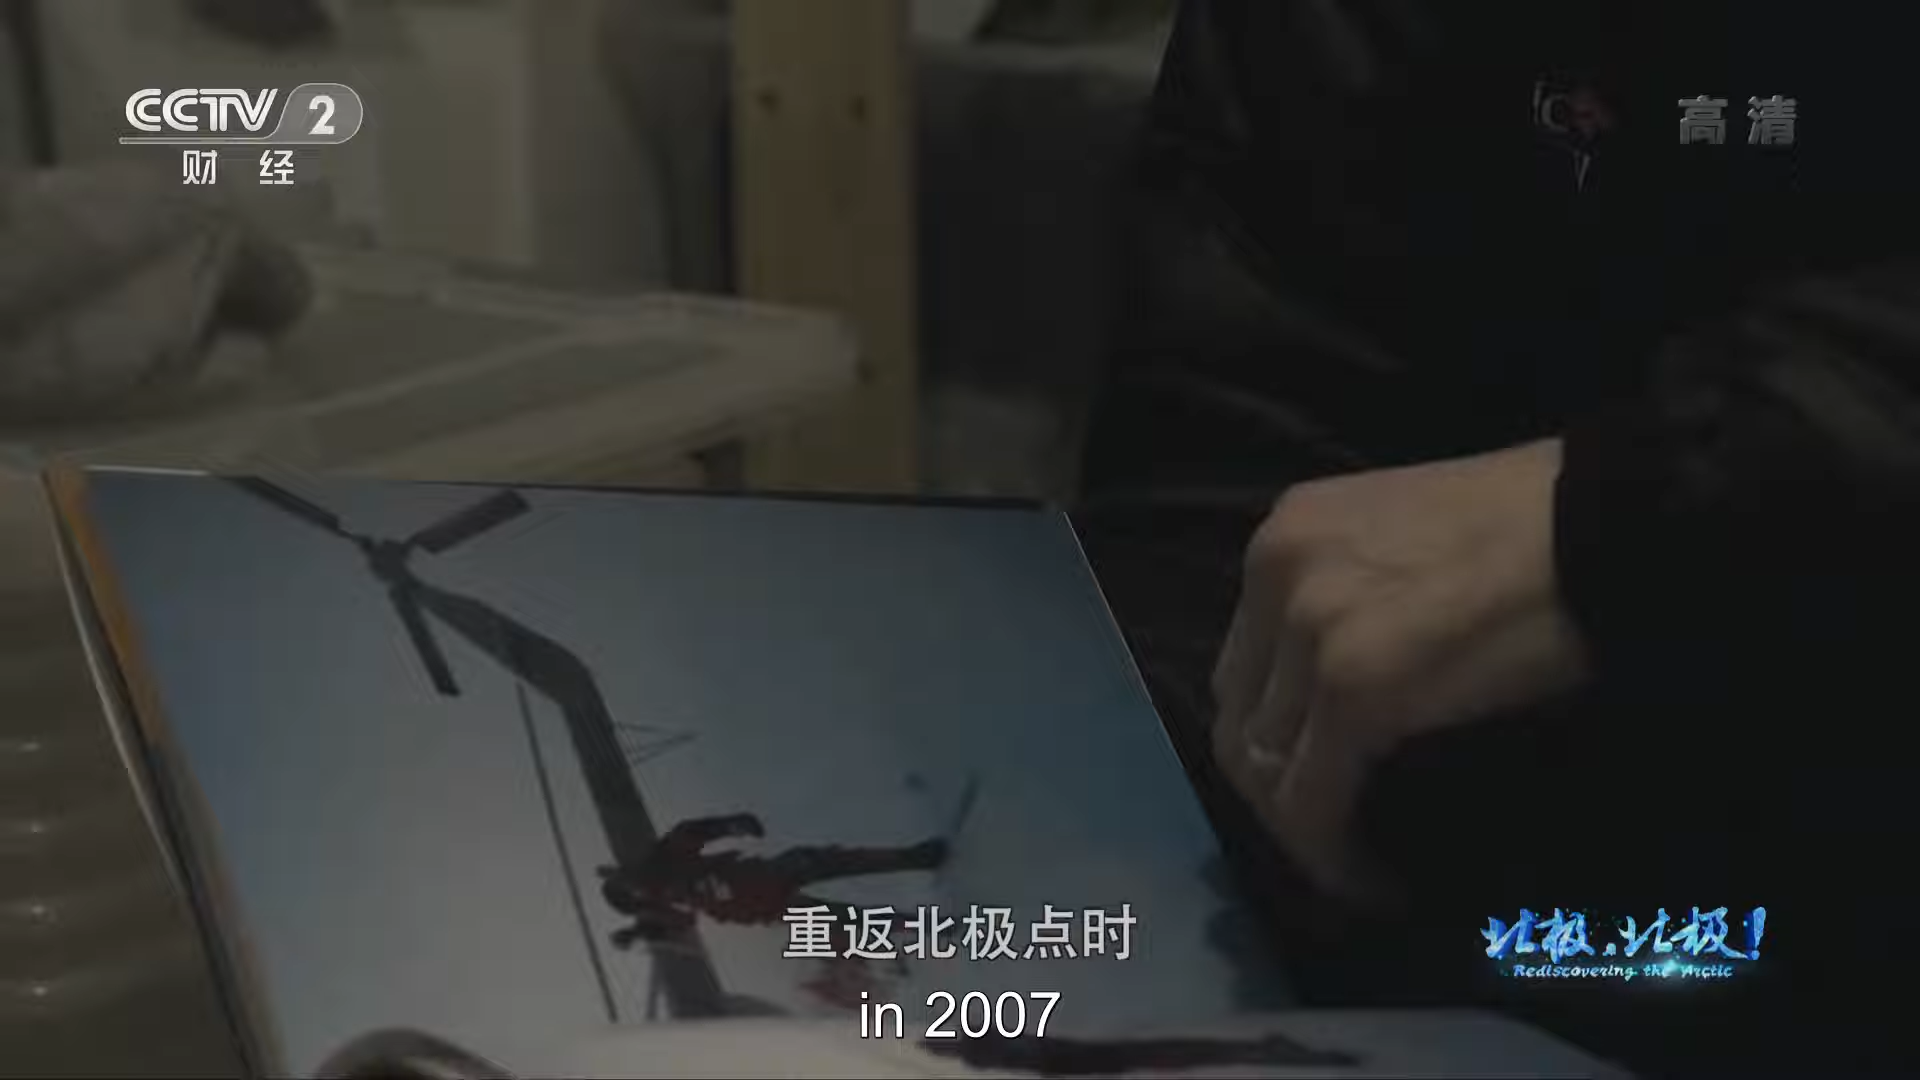 CCTV 2
财 经
高 清
重返北极点时
in 2007
北极，北极！
Rediscovering the Arctic